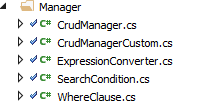 Manager
C# CrudManager.cs
C# CrudManagerCustom.cs
C# ExpressionConverter.cs
C# SearchCondition.cs
C# WhereClause.cs